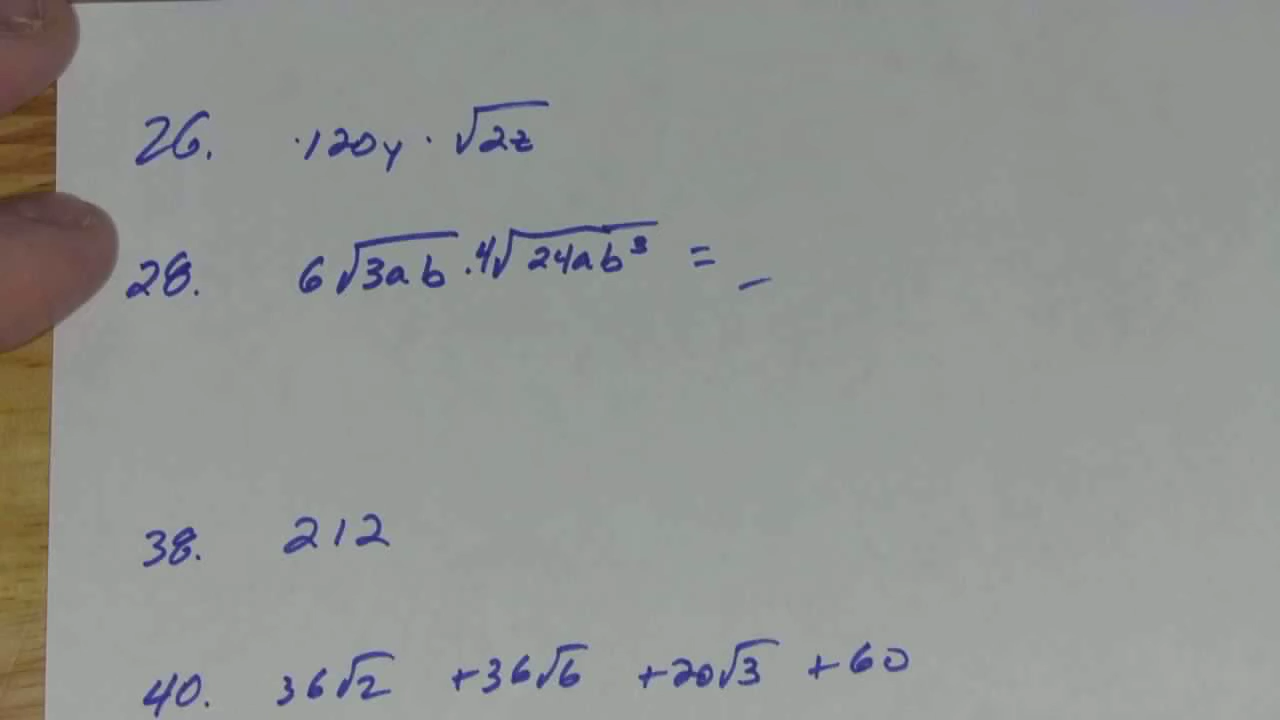 26. ·120y · √2z
28. 6√3ab · 4√24ab³ = _
38. 212
40. 36√2 +36√6 +20√3 +60